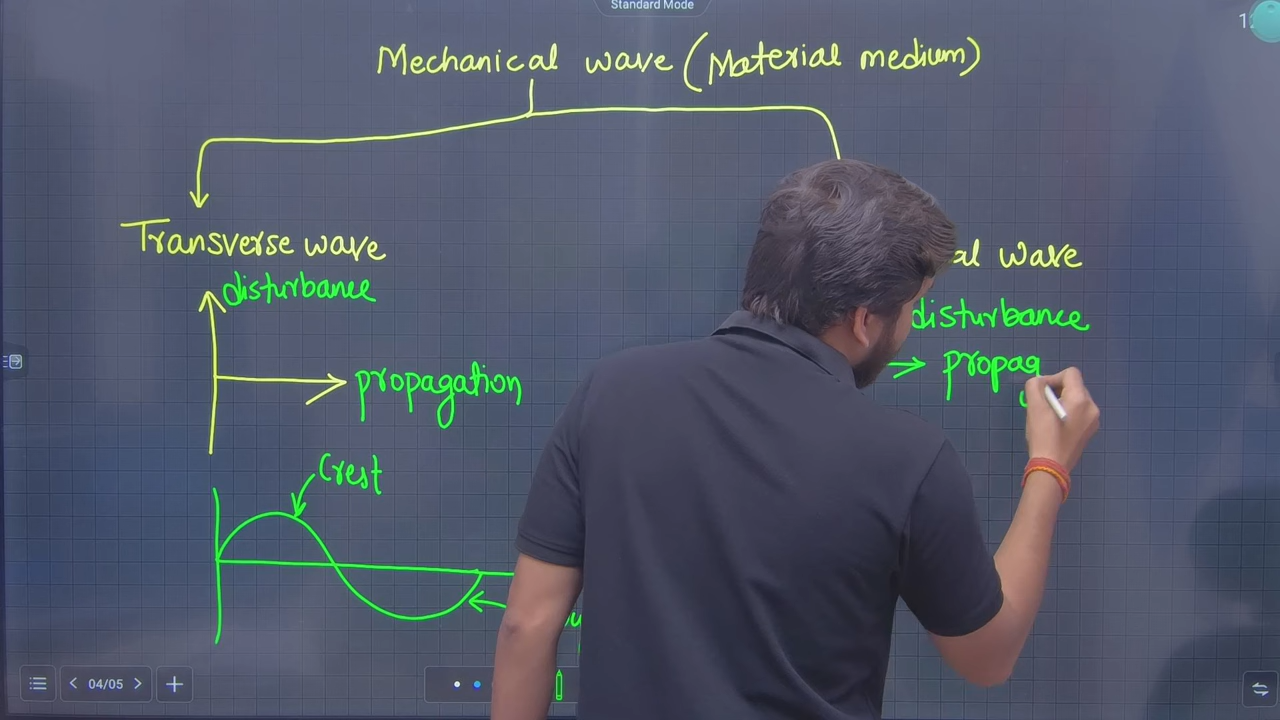 Standard Mode
Mechanical wave (Material medium)
Transverse wave
disturbance
propagation
Crest
al wave
disturbance
propag
04/05